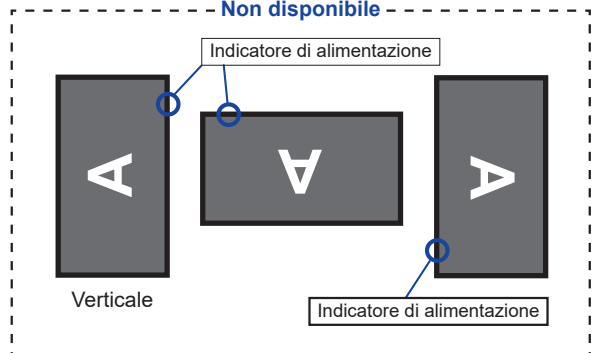 Non disponibile
Indicatore di alimentazione
A
A
A
Verticale
Indicatore di alimentazione